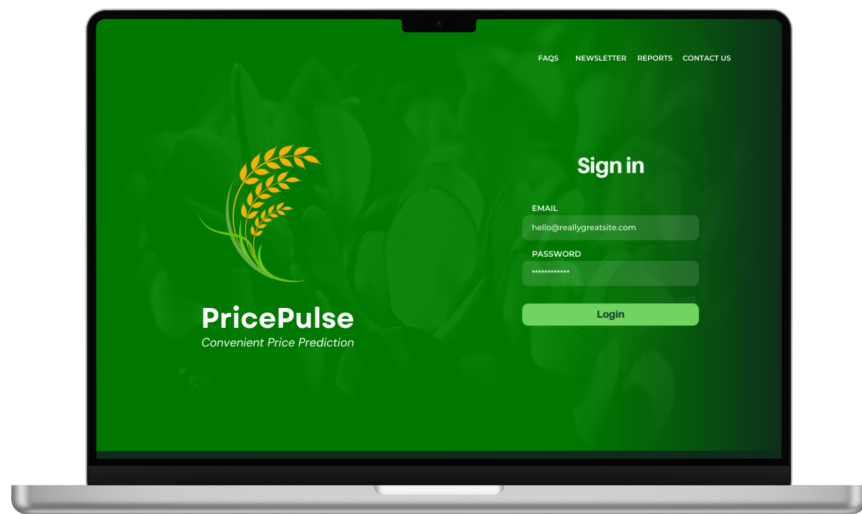 FAQS NEWSLETTER REPORTS CONTACT US
Sign in
EMAIL
hello@reallygreatsite.com
PASSWORD
************
Login
PricePulse
Convenient Price Prediction